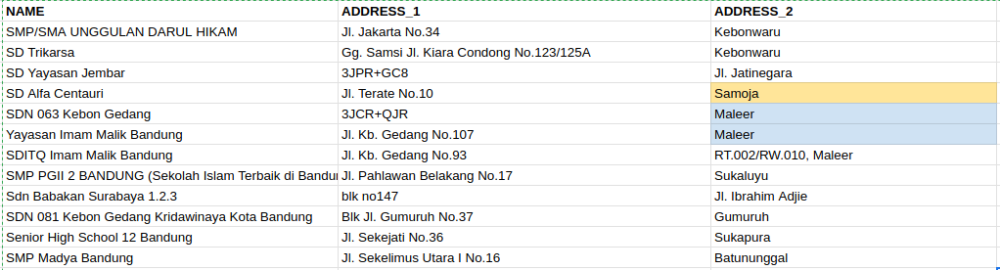 NAME ADDRESS_1 ADDRESS_2
SMP/SMA UNGGULAN DARUL HIKAM Jl. Jakarta No.34 Kebonwaru
SD Trikarsa Gg. Samsi Jl. Kiara Condong No.123/125A Kebonwaru
SD Yayasan Jembar 3JPR+GC8 Jl. Jatinegara
SD Alfa Centauri Jl. Terate No.10 Samoja
SDN 063 Kebon Gedang 3JCR+QJR Maleer
Yayasan Imam Malik Bandung Jl. Kb. Gedang No.107 Maleer
SDITQ Imam Malik Bandung Jl. Kb. Gedang No.93 RT.002/RW.010, Maleer
SMP PGII 2 BANDUNG (Sekolah Islam Terbaik di Bandu Jl. Pahlawan Belakang No.17 Sukaluyu
Sdn Babakan Surabaya 1.2.3 blk no147 Jl. Ibrahim Adjie
SDN 081 Kebon Gedang Kridawinaya Kota Bandung Blk Jl. Gumuruh No.37 Gumuruh
Senior High School 12 Bandung Jl. Sekejati No.36 Sukapura
SMP Madya Bandung Jl. Sekelimus Utara I No.16 Batununggal